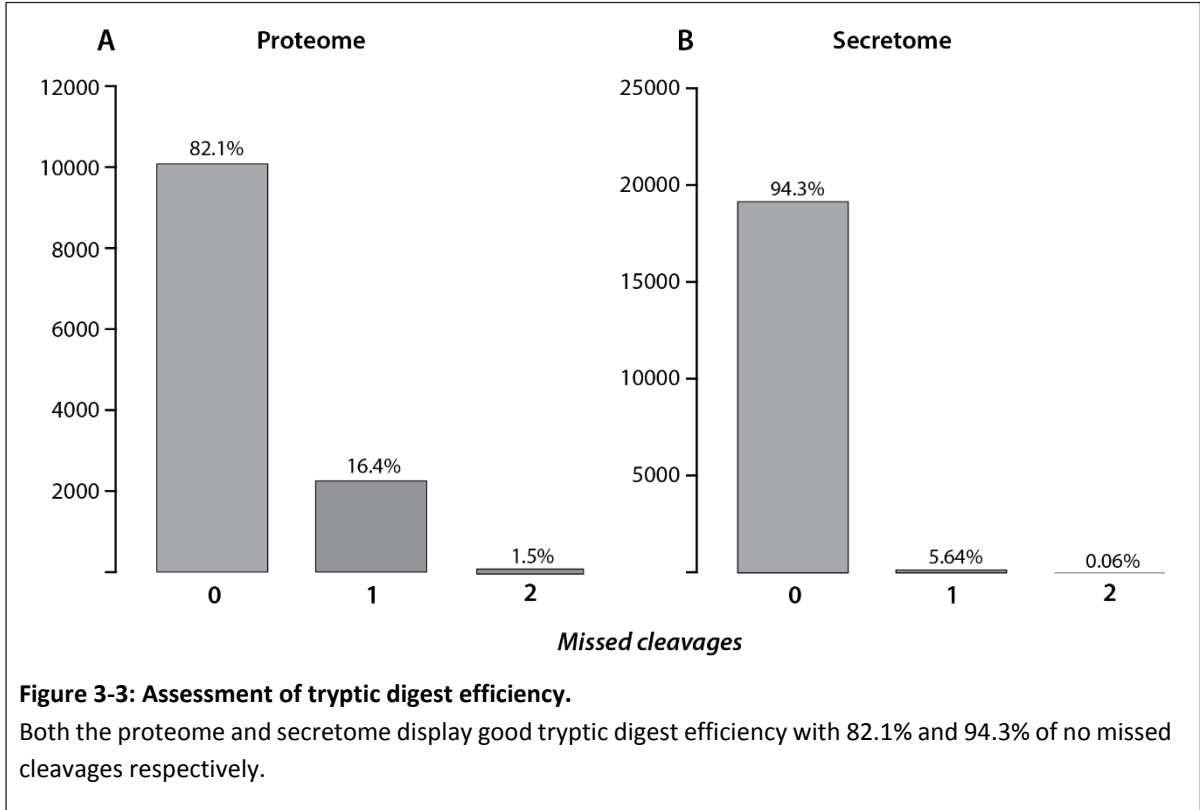 A Proteome
12000
10000
8000
6000
4000
2000
82.1%
16.4%
1.5%
0 1 2
B Secretome
25000
20000
15000
10000
5000
94.3%
5.64%
0.06%
0 1 2
Missed cleavages
Figure 3-3: Assessment of tryptic digest efficiency.
Both the proteome and secretome display good tryptic digest efficiency with 82.1% and 94.3% of no missed
cleavages respectively.